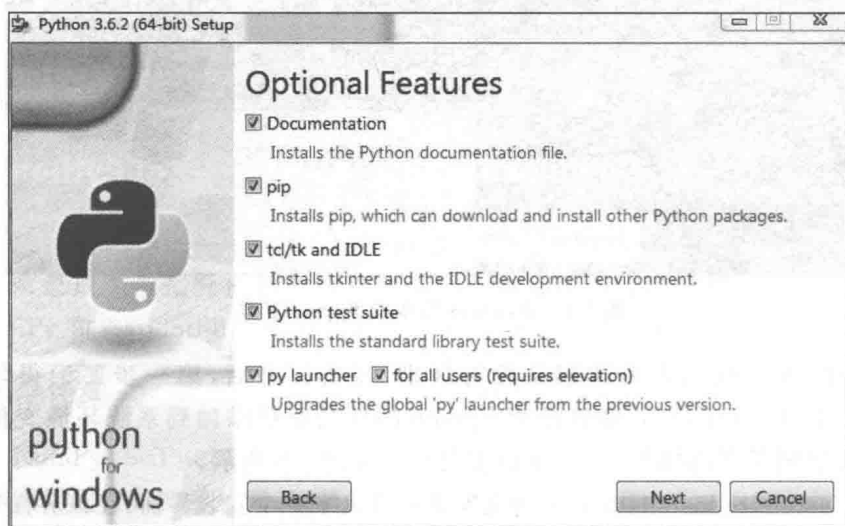 Python 3.6.2 (64-bit) Setup
Optional Features
Documentation
Installs the Python documentation file.
pip
Installs pip, which can download and install other Python packages.
tcl/tk and IDLE
Installs tkinter and the IDLE development environment.
Python test suite
Installs the standard library test suite.
py launcher for all users (requires elevation)
Upgrades the global 'py' launcher from the previous version.
python
for
windows
Back Next Cancel